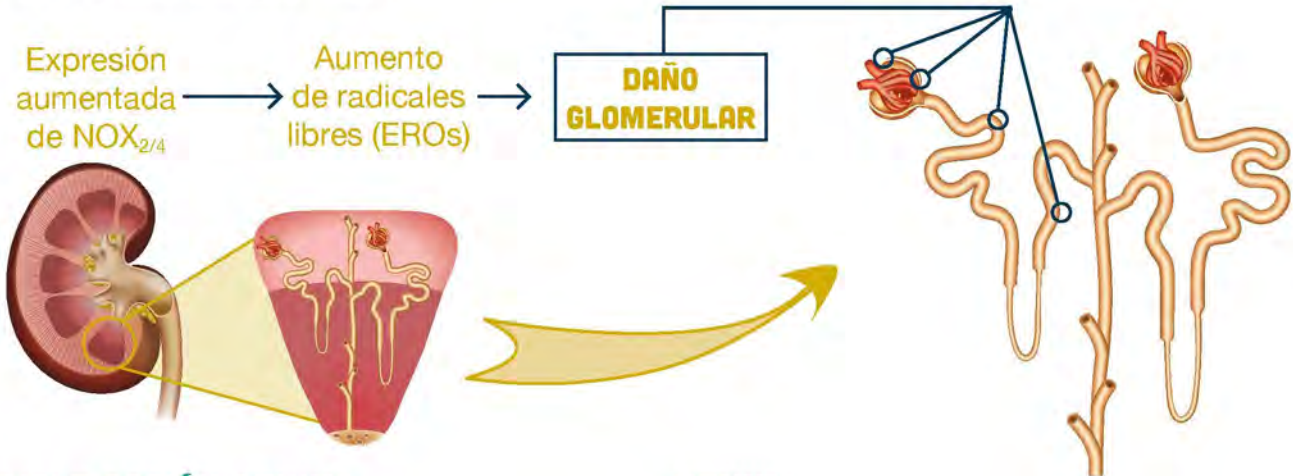 Expresión
aumentada
de NOX2/4
Aumento
de radicales
libres (EROs)
DAÑO
GLOMERULAR